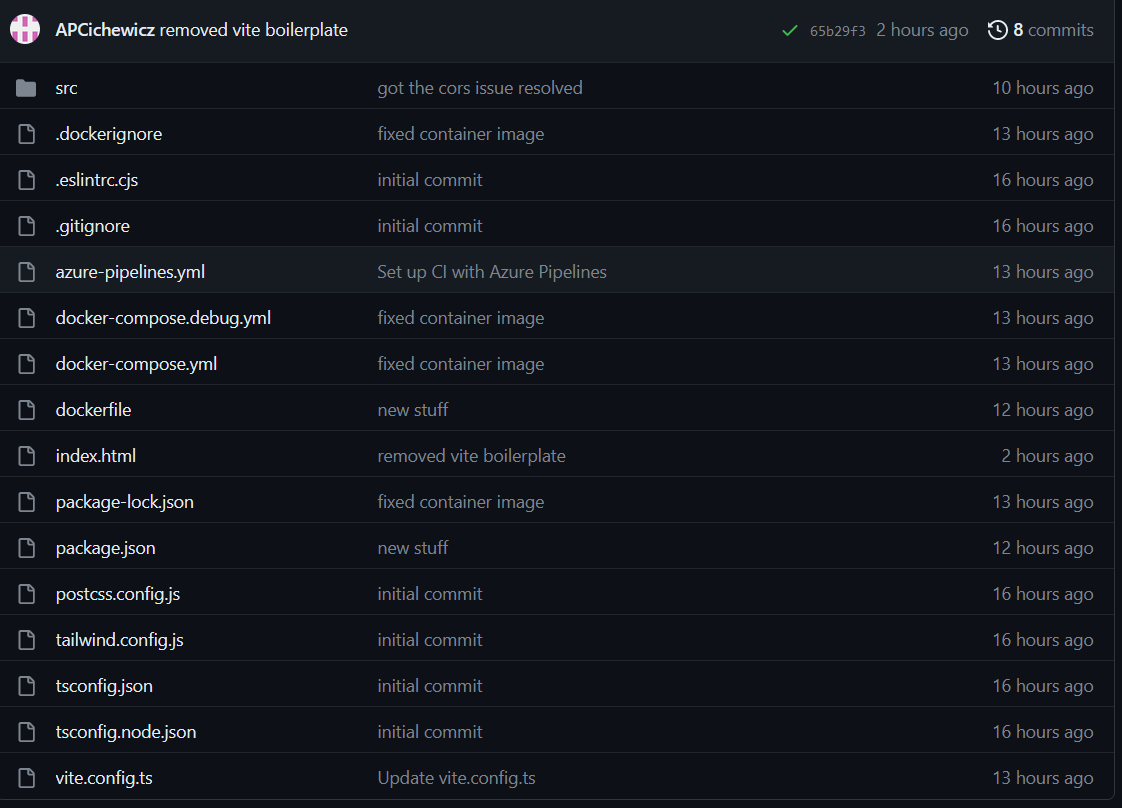 APCichewicz removed vite boilerplate 65b29f3 2 hours ago 8 commits
src got the cors issue resolved 10 hours ago
.dockerignore fixed container image 13 hours ago
.eslintrc.cjs initial commit 16 hours ago
.gitignore initial commit 16 hours ago
azure-pipelines.yml Set up CI with Azure Pipelines 13 hours ago
docker-compose.debug.yml fixed container image 13 hours ago
docker-compose.yml fixed container image 13 hours ago
dockerfile new stuff 12 hours ago
index.html removed vite boilerplate 2 hours ago
package-lock.json fixed container image 13 hours ago
package.json new stuff 12 hours ago
postcss.config.js initial commit 16 hours ago
tailwind.config.js initial commit 16 hours ago
tsconfig.json initial commit 16 hours ago
tsconfig.node.json initial commit 16 hours ago
vite.config.ts Update vite.config.ts 13 hours ago